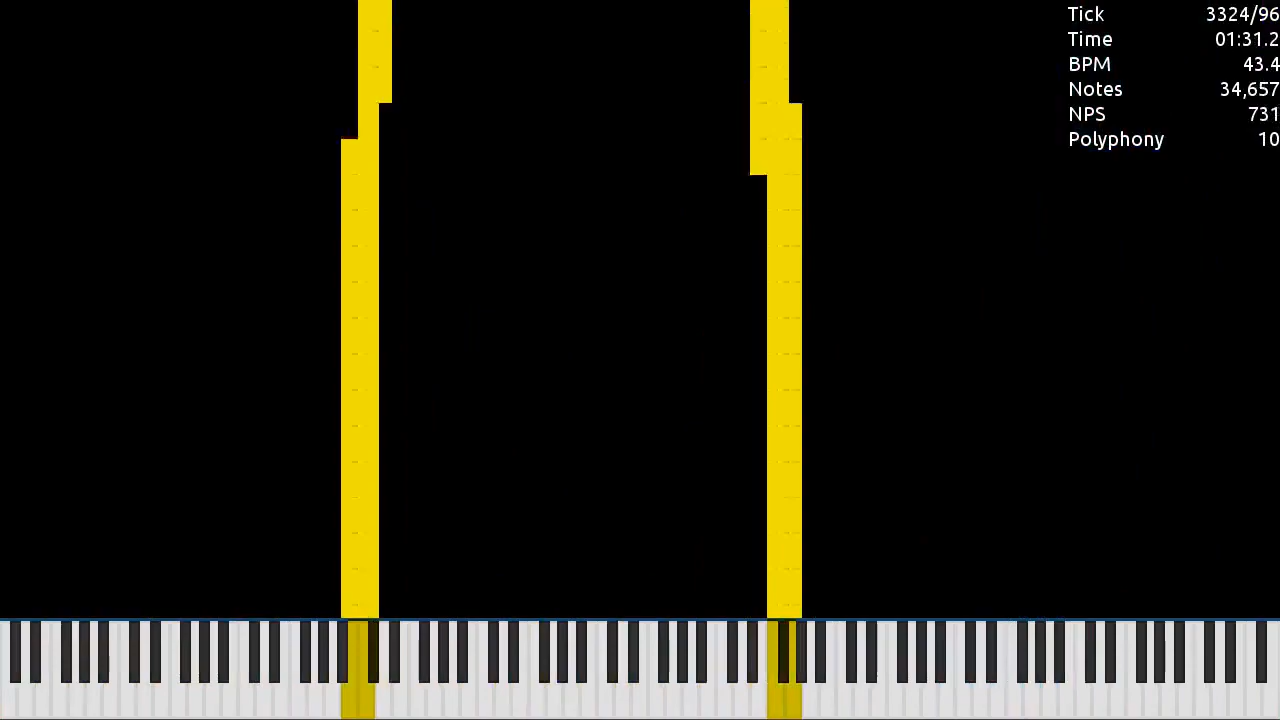 Tick 3324/96
Time 01:31.2
BPM 43.4
Notes 34,657
NPS 731
Polyphony 10